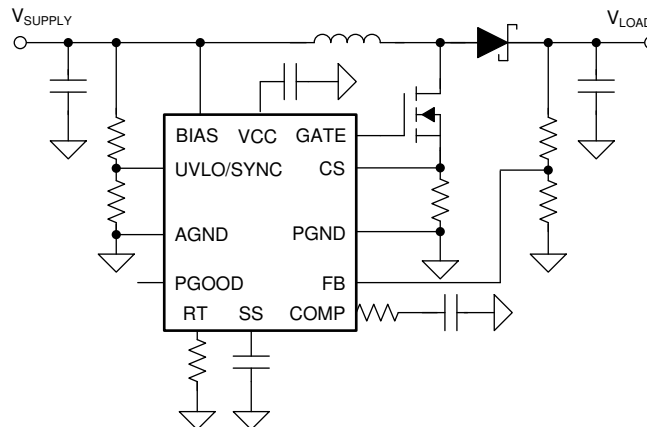 VSUPPLY
VLOAD
BIAS VCC GATE
UVLO/SYNC CS
AGND PGND
PGOOD FB
RT SS COMP